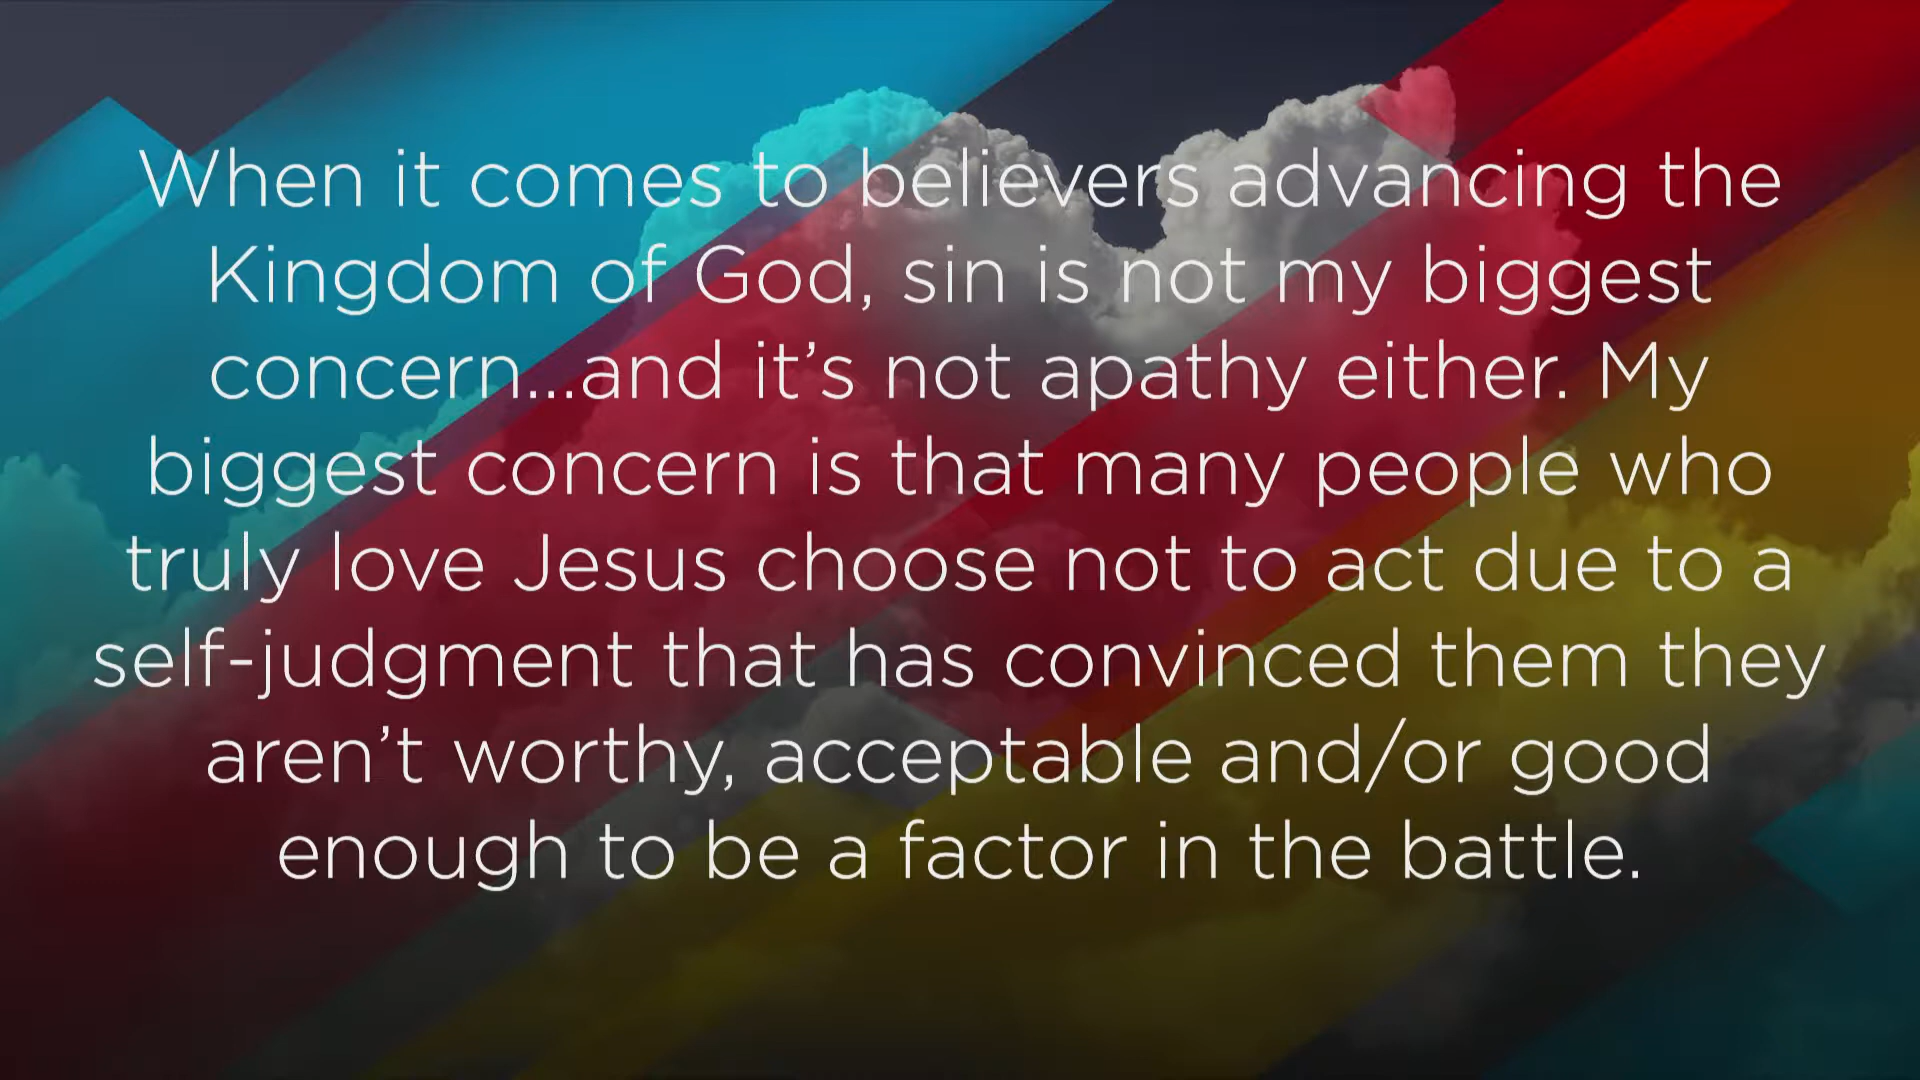 When it comes to believers advancing the
Kingdom of God, sin is not my biggest
concern...and it’s not apathy either. My
biggest concern is that many people who
truly love Jesus choose not to act due to a
self-judgment that has convinced them they
aren’t worthy, acceptable and/or good
enough to be a factor in the battle.